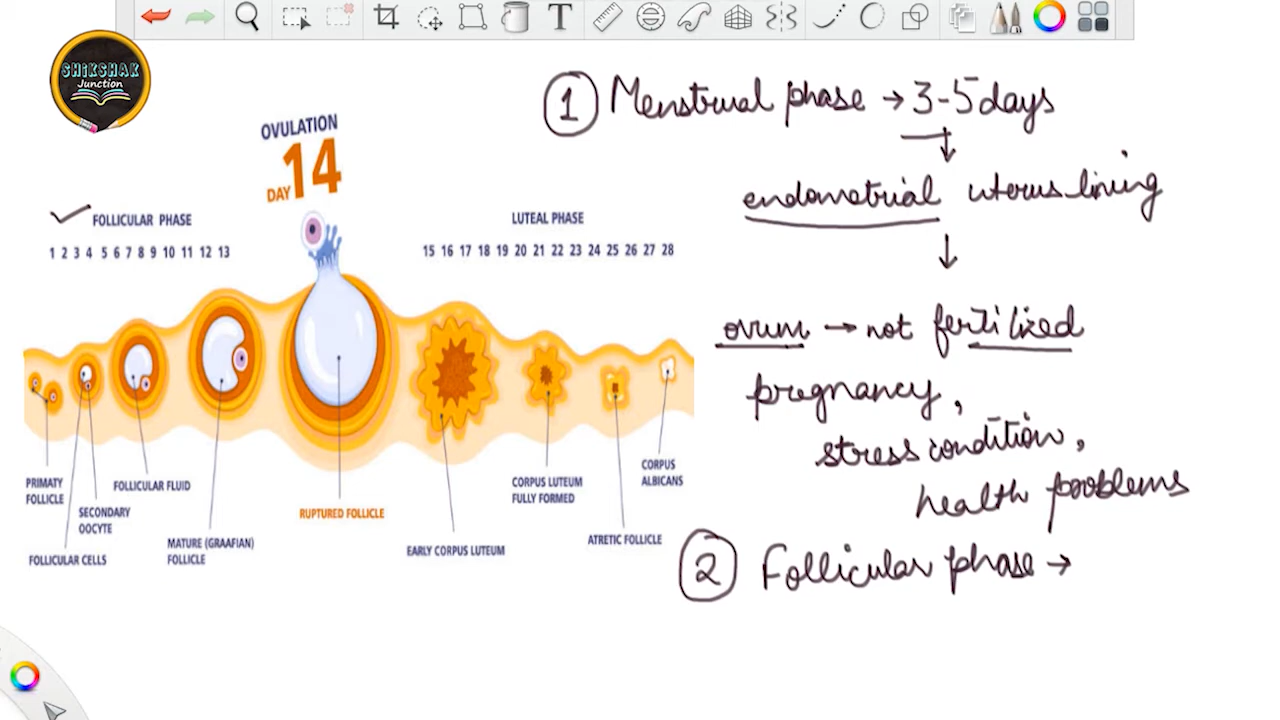 SHIKSHAK
Junction
OVULATION
DAY 14
FOLLICULAR PHASE
1 2 3 4 5 6 7 8 9 10 11 12 13
LUTEAL PHASE
15 16 17 18 19 20 21 22 23 24 25 26 27 28
PRIMATY
FOLLICLE
SECONDARY
OOCYTE
FOLLICULAR CELLS
FOLLICULAR FLUID
MATURE (GRAAFIAN)
FOLLICLE
RUPTURED FOLLICLE
EARLY CORPUS LUTEUM
CORPUS LUTEUM
FULLY FORMED
ATRETIC FOLLICLE
CORPUS
ALBICANS
1 Menstrual phase → 3-5 days
↓
endometrial uterus lining
↓
ovum → not fertilized
pregnancy,
stress condition,
health problems
2 Follicular phase →